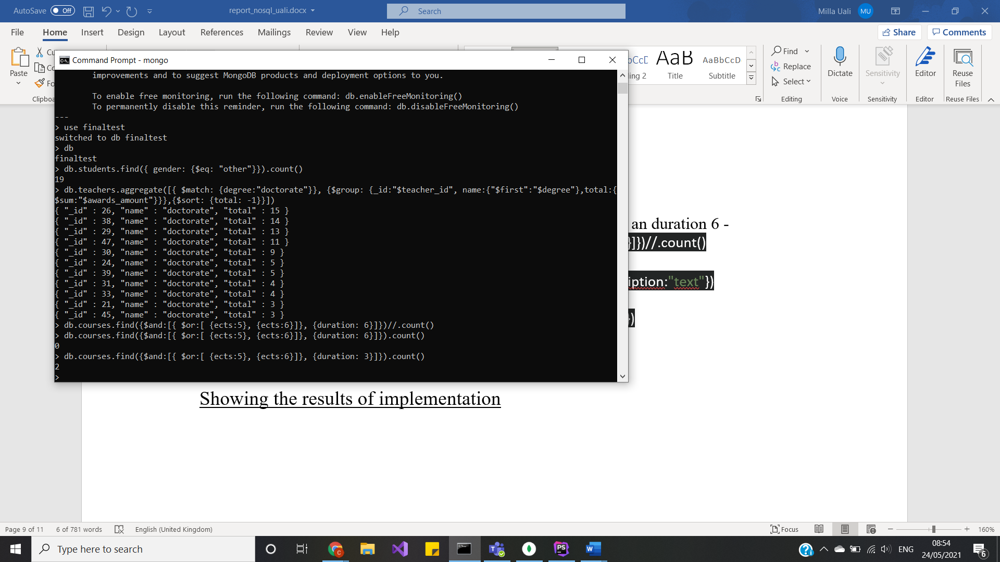 AutoSave Off report_nosql_uali.docx Search Milla Uali MU
File Home Insert Design Layout References Mailings Review View Help Share Comments
Paste
Clipboa
AaB AaBbCcD
ing 2 Title Subtitle
Find
Replace
Select
Editing
Dictate
Voice
Sensitivity
Sensitivity
Editor
Editor
Reuse Files
Reuse Files
Command Prompt - mongo
improvements and to suggest MongoDB products and deployment options to you.
To enable free monitoring, run the following command: db.enableFreeMonitoring()
To permanently disable this reminder, run the following command: db.disableFreeMonitoring()
---
> use finaltest
switched to db finaltest
> db
finaltest
> db.students.find({ gender: {$eq: "other"}}).count()
19
> db.teachers.aggregate([{ $match: {degree:"doctorate"}}, {$group: {_id:"$teacher_id", name:{"$first":"$degree"},total:{
$sum:"$awards_amount"}}},{$sort: {total: -1}}])
{ "_id" : 26, "name" : "doctorate", "total" : 15 }
{ "_id" : 38, "name" : "doctorate", "total" : 14 }
{ "_id" : 29, "name" : "doctorate", "total" : 13 }
{ "_id" : 47, "name" : "doctorate", "total" : 11 }
{ "_id" : 30, "name" : "doctorate", "total" : 9 }
{ "_id" : 24, "name" : "doctorate", "total" : 5 }
{ "_id" : 39, "name" : "doctorate", "total" : 5 }
{ "_id" : 31, "name" : "doctorate", "total" : 4 }
{ "_id" : 33, "name" : "doctorate", "total" : 4 }
{ "_id" : 21, "name" : "doctorate", "total" : 3 }
{ "_id" : 45, "name" : "doctorate", "total" : 3 }
> db.courses.find({$and:[{ $or:[ {ects:5}, {ects:6}]}, {duration: 6}]})//.count()
> db.courses.find({$and:[{ $or:[ {ects:5}, {ects:6}]}, {duration: 6}]}).count()
0
> db.courses.find({$and:[{ $or:[ {ects:5}, {ects:6}]}, {duration: 3}]}).count()
2
>
an duration 6 -
}]})//.count()
iption:"text"})
})
Showing the results of implementation
Page 9 of 11 6 of 781 words English (United Kingdom) Focus 160%
Type here to search ENG 08:54
24/05/2021 6